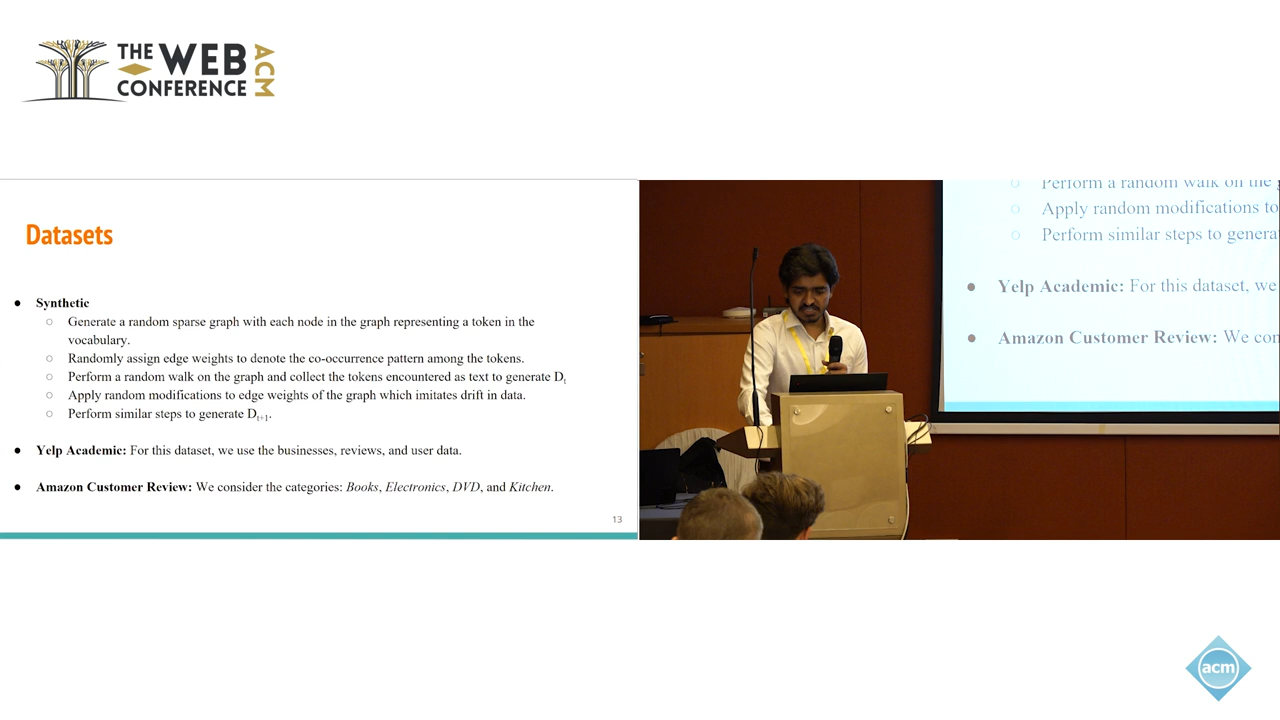 THE WEB
CONFERENCE
ACM
Datasets
● Synthetic
○ Generate a random sparse graph with each node in the graph representing a token in the
vocabulary.
○ Randomly assign edge weights to denote the co-occurrence pattern among the tokens.
○ Perform a random walk on the graph and collect the tokens encountered as text to generate Dt
○ Apply random modifications to edge weights of the graph which imitates drift in data.
○ Perform similar steps to generate Dt+1.
● Yelp Academic: For this dataset, we use the businesses, reviews, and user data.
● Amazon Customer Review: We consider the categories: Books, Electronics, DVD, and Kitchen.
13
○ Perform a random walk on the
○ Apply random modifications to
○ Perform similar steps to genera
● Yelp Academic: For this dataset, we
● Amazon Customer Review: We con
acm